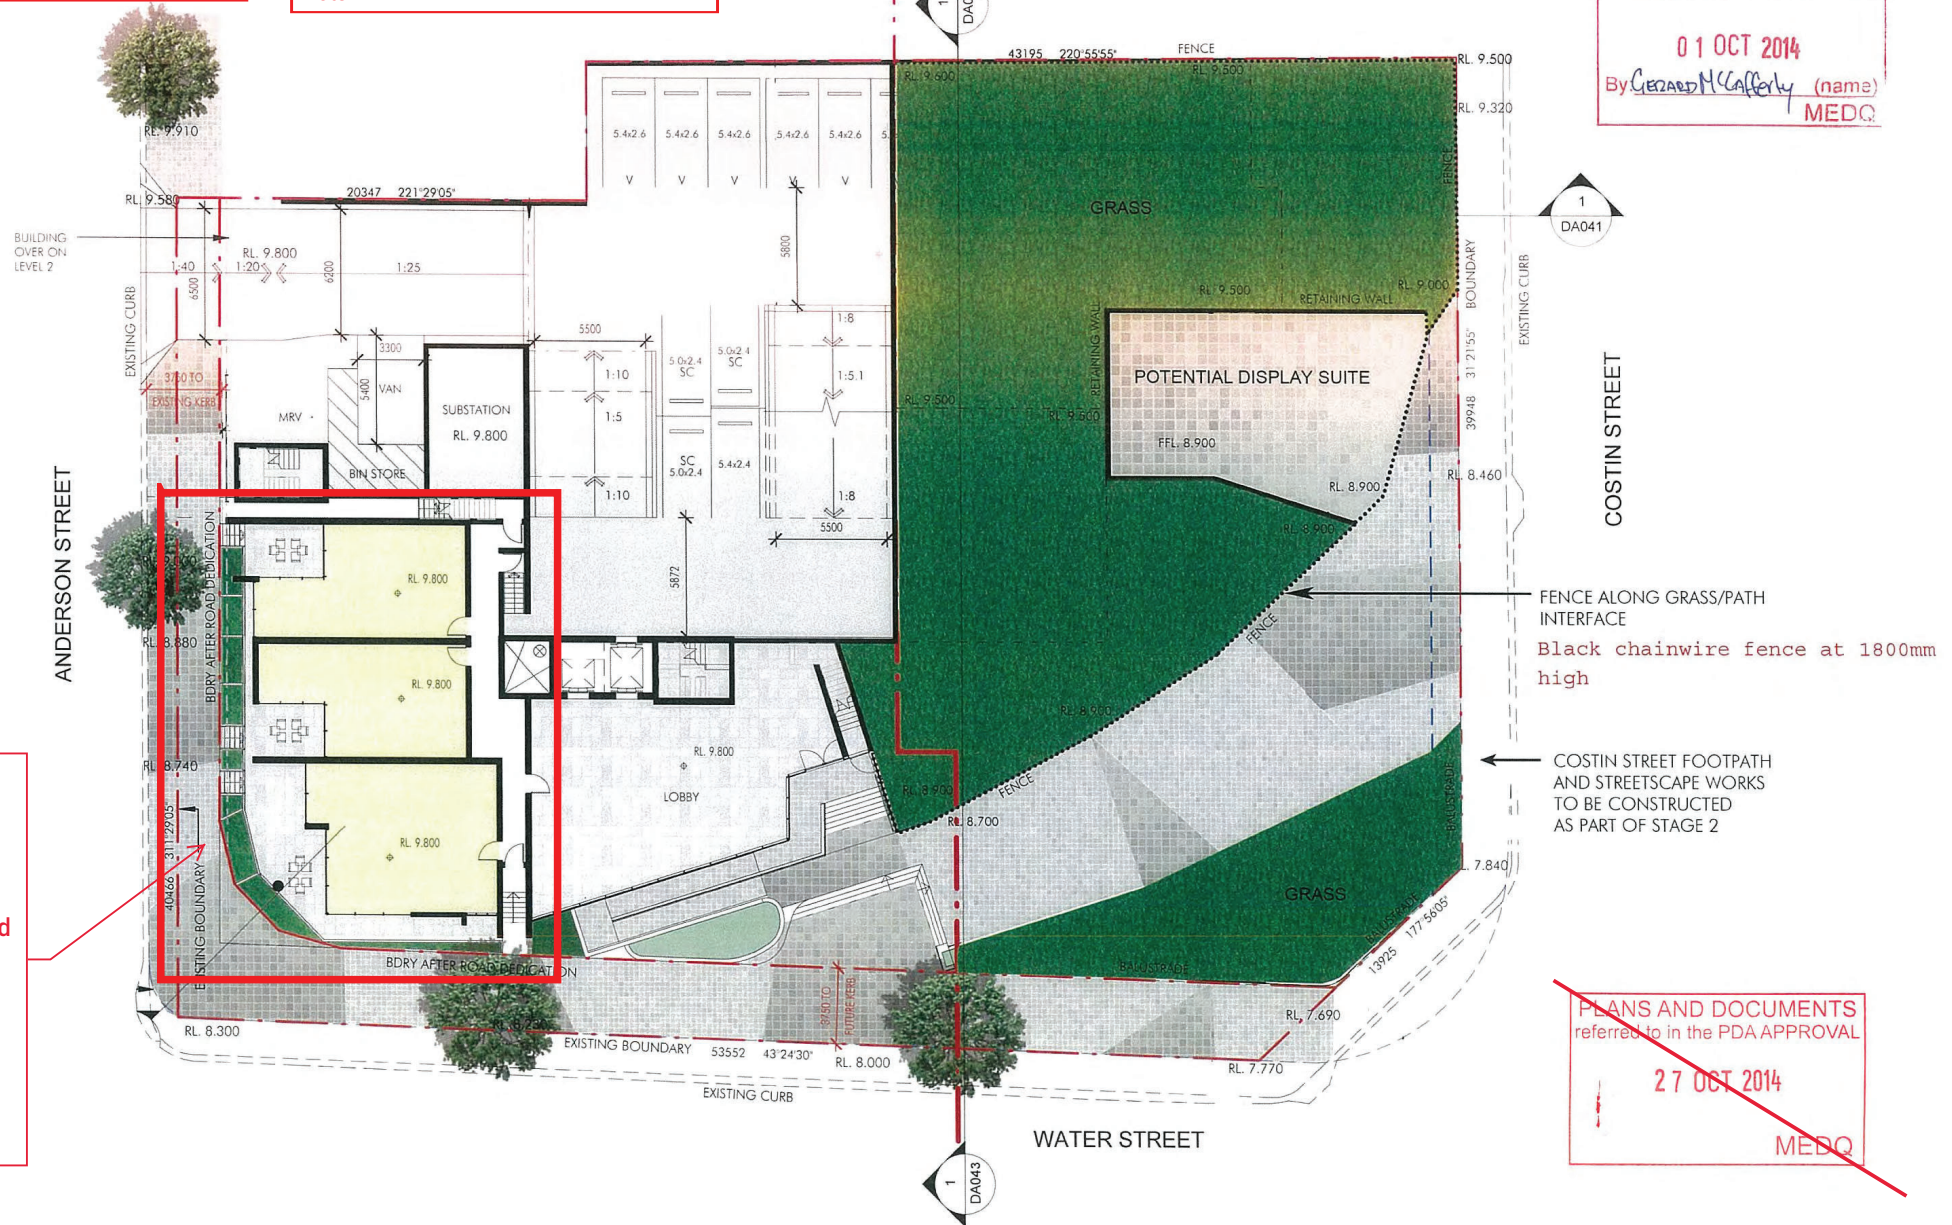 0 1 OCT 2014
By: GERARD McCafferty (name)
MEDQ
43195 220°55'55"
FENCE
RL. 9.600
RL. 9.500
RL. 9.500
RL. 9.320
RL. 9.910
5.4x2.6
5.4x2.6
5.4x2.6
5.4x2.6
5.4x2.6
V
V
V
V
V
FENCE
20347 221°29'05"
RL. 9.580
GRASS
1
DA041
BUILDING
OVER ON
LEVEL 2
RL. 9.800
1:40
1:20
1:25
6500
6200
5800
BOUNDARY
EXISTING CURB
EXISTING CURB
RL. 9.500
RETAINING WALL
RL. 9.000
RETAINING WALL
5500
1:8
3300
5.0x2.4
SC
5.0x2.4
SC
1:10
1:5.1
POTENTIAL DISPLAY SUITE
31°21'55"
39948
3750 TO
EXISTING KERB
5400
VAN
MRV
SUBSTATION
RL. 9.800
1:5
RL. 9.500
RL. 9.500
FFL. 8.900
COSTIN STREET
SC
5.0x2.4
5.4x2.4
BIN STORE
1:10
1:8
RL. 8.900
RL. 8.460
5500
RL. 8.900
ANDERSON STREET
BDRY AFTER ROAD DEDICATION
RL. 9.800
5872
FENCE ALONG GRASS/PATH
INTERFACE
Black chainwire fence at 1800mm
high
FENCE
RL. 8.880
RL. 9.800
RL. 8.900
RL. 9.800
RL. 8.740
LOBBY
RL. 8.900
FENCE
RL. 8.700
COSTIN STREET FOOTPATH
AND STREETSCAPE WORKS
TO BE CONSTRUCTED
AS PART OF STAGE 2
BALUSTRADE
RL. 9.800
40466 311°29'05"
EXISTING BOUNDARY
7.840
GRASS
d
BALUSTRADE
13925 177°56'05"
BDRY AFTER ROAD DEDICATION
BALUSTRADE
3750 TO
FUTURE KERB
RL. 8.300
RL. 7.690
EXISTING BOUNDARY 53552 43°24'30" RL. 8.000
RL. 7.770
EXISTING CURB
WATER STREET
1
DA043
PLANS AND DOCUMENTS
referred to in the PDA APPROVAL
2 7 OCT 2014
MEDQ